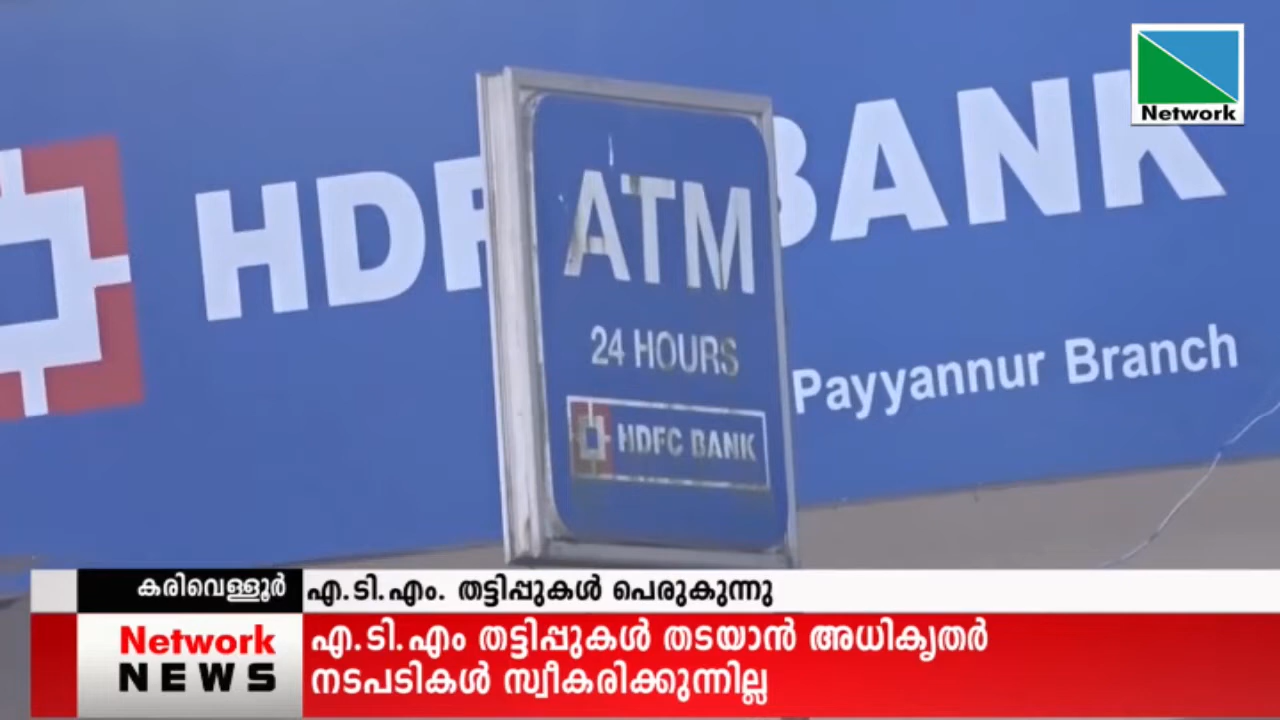 Network
HDF BANK
ATM
24 HOURS
HDFC BANK
Payyannur Branch
കരിവെള്ളൂർ
എ.ടി.എം. തട്ടിപ്പുകൾ പെരുകുന്നു
Network
NEWS
എ.ടി.എം തട്ടിപ്പുകൾ തടയാൻ അധികൃതർ
നടപടികൾ സ്വീകരിക്കുന്നില്ല